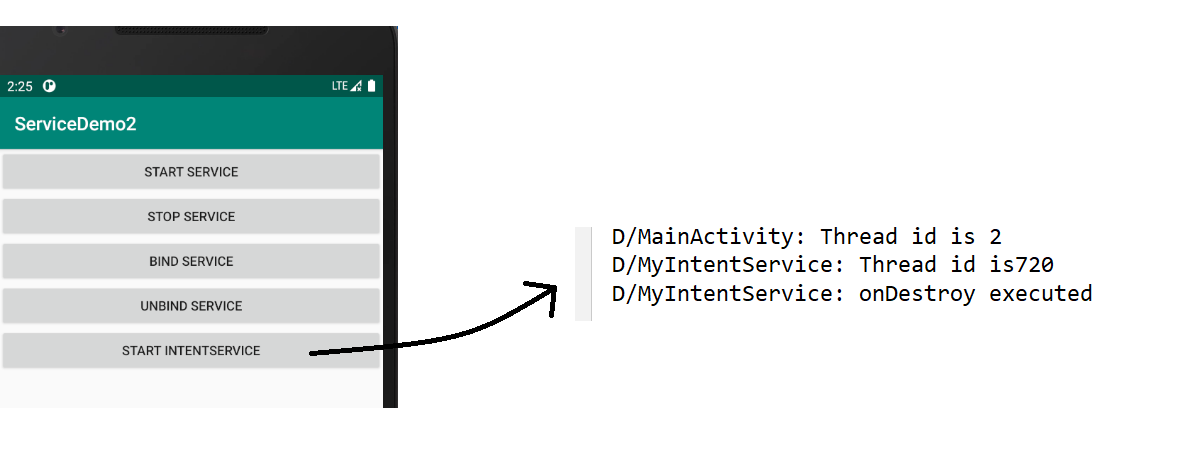 2:25
LTE
ServiceDemo2
START SERVICE
STOP SERVICE
BIND SERVICE
UNBIND SERVICE
START INTENTSERVICE
D/MainActivity: Thread id is 2
D/MyIntentService: Thread id is720
D/MyIntentService: onDestroy executed